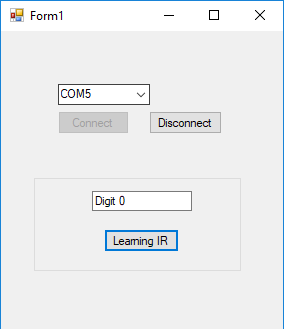 Form1
COM5
Connect Disconnect
Digit 0
Learning IR